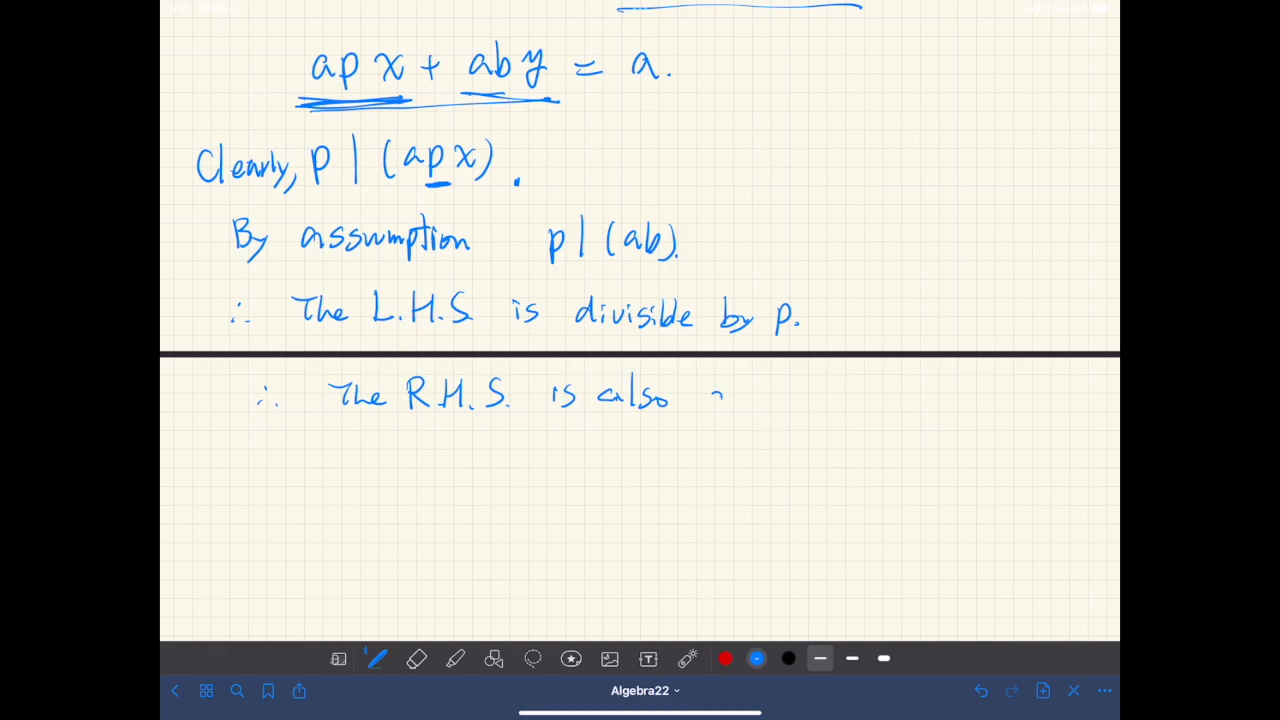 apx + aby = a.
Clearly, p | (apx).
By assumption p | (ab).
∴ The L.H.S. is divisible by p.
∴ The R.H.S. is also
Algebra22